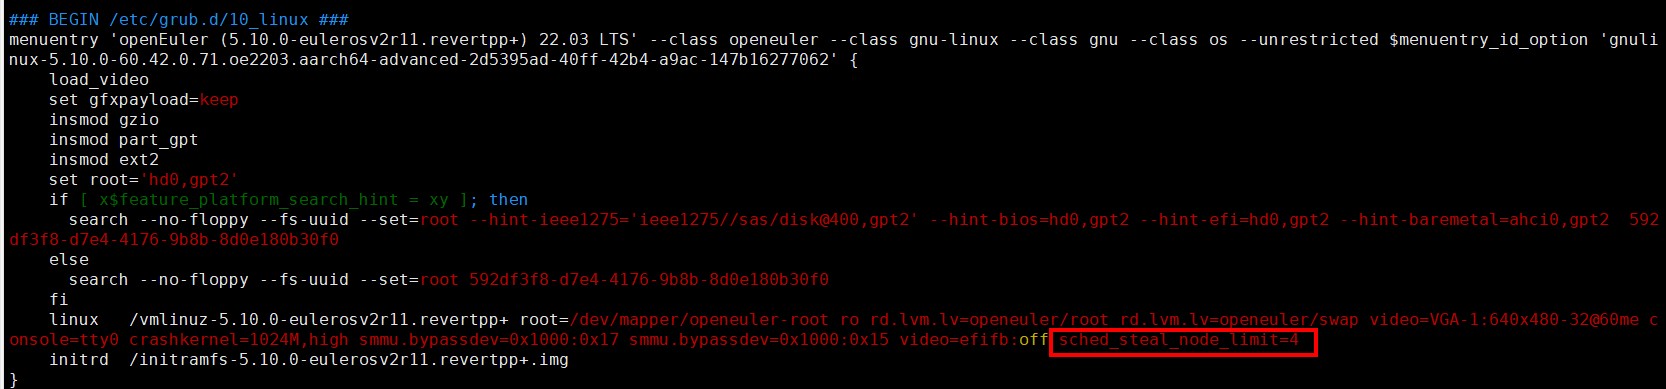 ### BEGIN /etc/grub.d/10_linux ###
menuentry 'openEuler (5.10.0-eulerosv2r11.revertpp+) 22.03 LTS' --class openeuler --class gnu-linux --class gnu --class os --unrestricted $menuentry_id_option 'gnuli
nux-5.10.0-60.42.0.71.oe2203.aarch64-advanced-2d5395ad-40ff-42b4-a9ac-147b16277062' {
    load_video
    set gfxpayload=keep
    insmod gzio
    insmod part_gpt
    insmod ext2
    set root='hd0,gpt2'
    if [ x$feature_platform_search_hint = xy ]; then
      search --no-floppy --fs-uuid --set=root --hint-ieee1275='ieee1275//sas/disk@400,gpt2' --hint-bios=hd0,gpt2 --hint-efi=hd0,gpt2 --hint-baremetal=ahci0,gpt2  592
df3f8-d7e4-4176-9b8b-8d0e180b30f0
    else
      search --no-floppy --fs-uuid --set=root 592df3f8-d7e4-4176-9b8b-8d0e180b30f0
    fi
    linux   /vmlinuz-5.10.0-eulerosv2r11.revertpp+ root=/dev/mapper/openeuler-root ro rd.lvm.lv=openeuler/root rd.lvm.lv=openeuler/swap video=VGA-1:640x480-32@60me c
onsole=tty0 crashkernel=1024M,high smmu.bypassdev=0x1000:0x17 smmu.bypassdev=0x1000:0x15 video=efifb:off sched_steal_node_limit=4
    initrd  /initramfs-5.10.0-eulerosv2r11.revertpp+.img
}